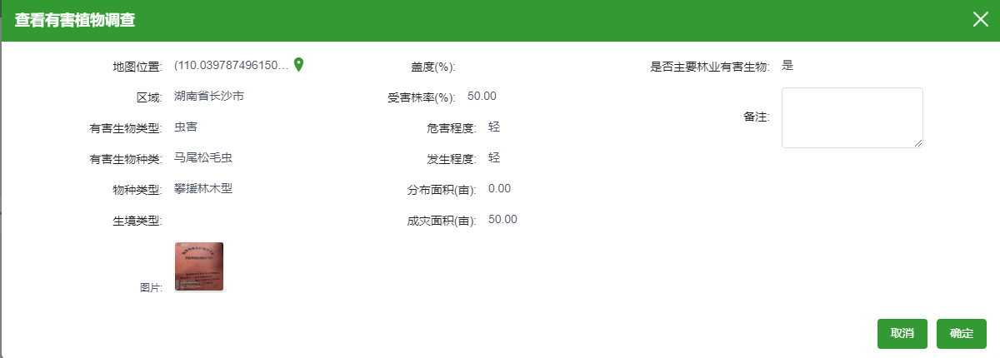 查看有害植物调查
地图位置: (110.039787496150...
盖度(%):
是否主要林业有害生物: 是
区域: 湖南省长沙市
受害株率(%): 50.00
备注:
有害生物类型: 虫害
危害程度: 轻
有害生物种类: 马尾松毛虫
发生程度: 轻
物种类型: 攀援林木型
分布面积(亩): 0.00
生境类型:
成灾面积(亩): 50.00
图片:
取消 确定